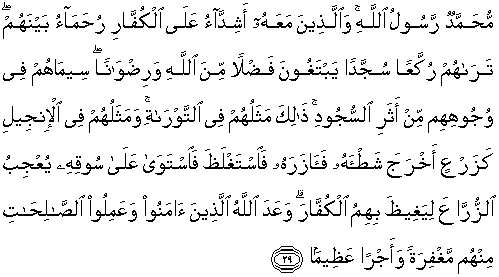 مُّحَمَّدٌ رَّسُولُ ٱللَّهِ ۚ وَٱلَّذِينَ مَعَهُۥٓ أَشِدَّآءُ عَلَى ٱلْكُفَّارِ رُحَمَآءُ بَيْنَهُمْ ۖ
تَرَىٰهُمْ رُكَّعًا سُجَّدًا يَبْتَغُونَ فَضْلًا مِّنَ ٱللَّهِ وَرِضْوَٰنًا ۖ سِيمَاهُمْ فِى
وُجُوهِهِم مِّنْ أَثَرِ ٱلسُّجُودِ ۚ ذَٰلِكَ مَثَلُهُمْ فِى ٱلتَّوْرَىٰةِ ۚ وَمَثَلُهُمْ فِى ٱلْإِنجِيلِ
كَزَرْعٍ أَخْرَجَ شَطْـَٔهُۥ فَـَٔازَرَهُۥ فَٱسْتَغْلَظَ فَٱسْتَوَىٰ عَلَىٰ سُوقِهِۦ يُعْجِبُ
ٱلزُّرَّاعَ لِيَغِيظَ بِهِمُ ٱلْكُفَّارَ ۗ وَعَدَ ٱللَّهُ ٱلَّذِينَ ءَامَنُوا۟ وَعَمِلُوا۟ ٱلصَّٰلِحَٰتِ
مِنْهُم مَّغْفِرَةً وَأَجْرًا عَظِيمًۢا ٢٩